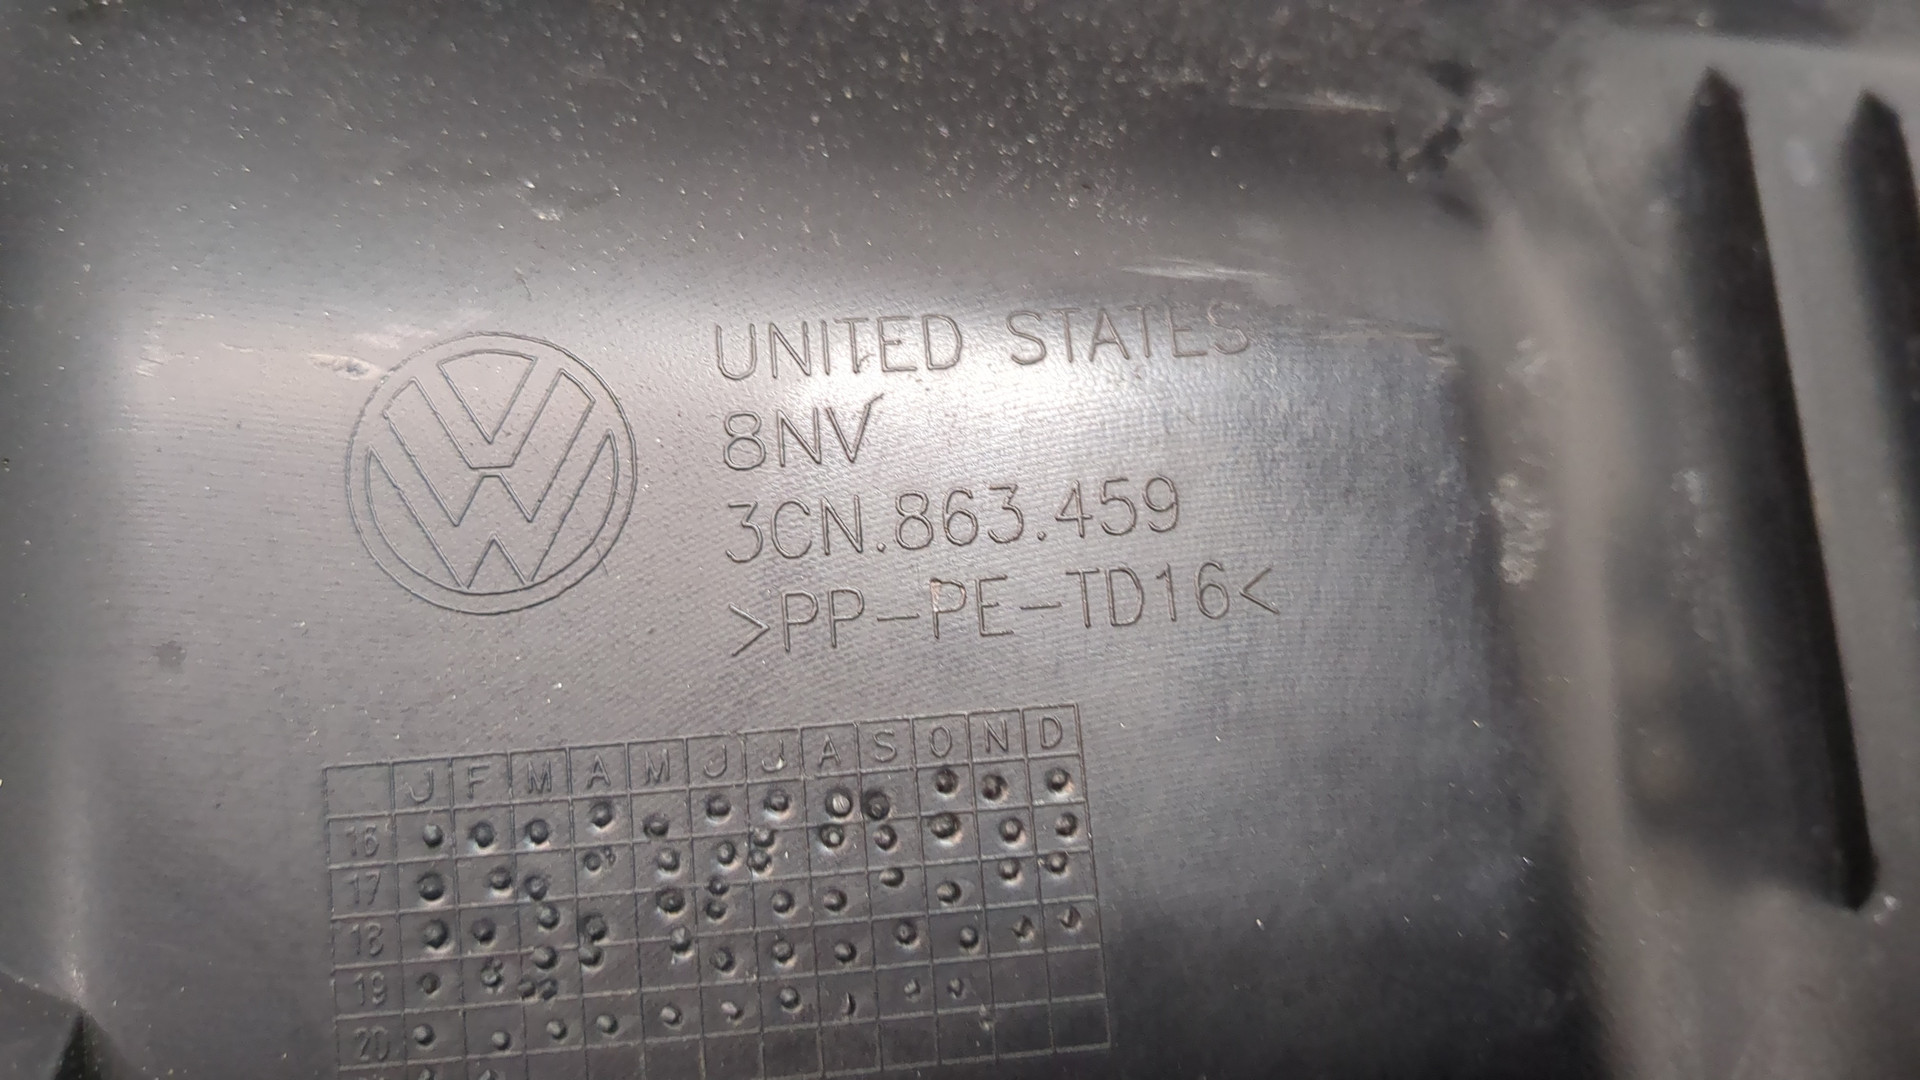 UNITED STATES
8NV
3CN.863.459
>PP-PE-TD16<
J F M A M J J A S O N D
16
17
18
19
20